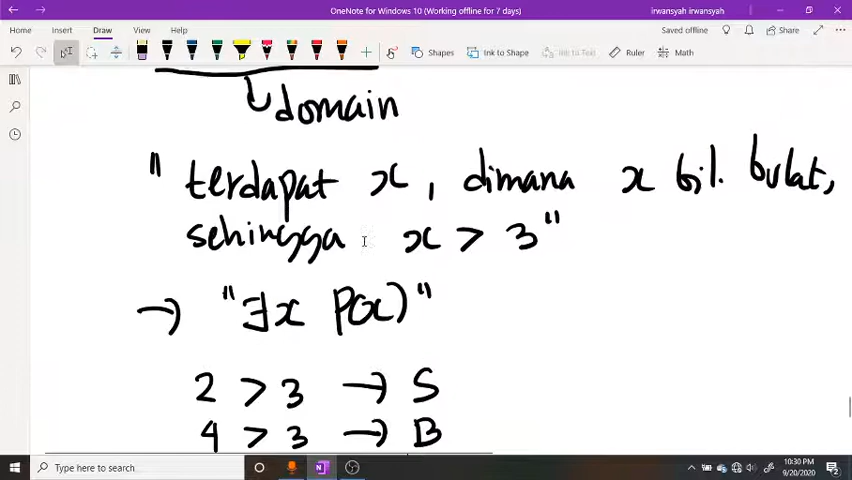 OneNote for Windows 10 (Working offline for 7 days)
irwansyah irwansyah
Home Insert Draw View Help
Saved offline Share
Shapes Ink to Shape Ink to Text Ruler Math
domain
" terdapat x, dimana x bil. bulat,
sehingga x > 3"
→ "∃x P(x)"
2 > 3 → S
4 > 3 → B
Type here to search
10:30 PM
9/20/2020
2